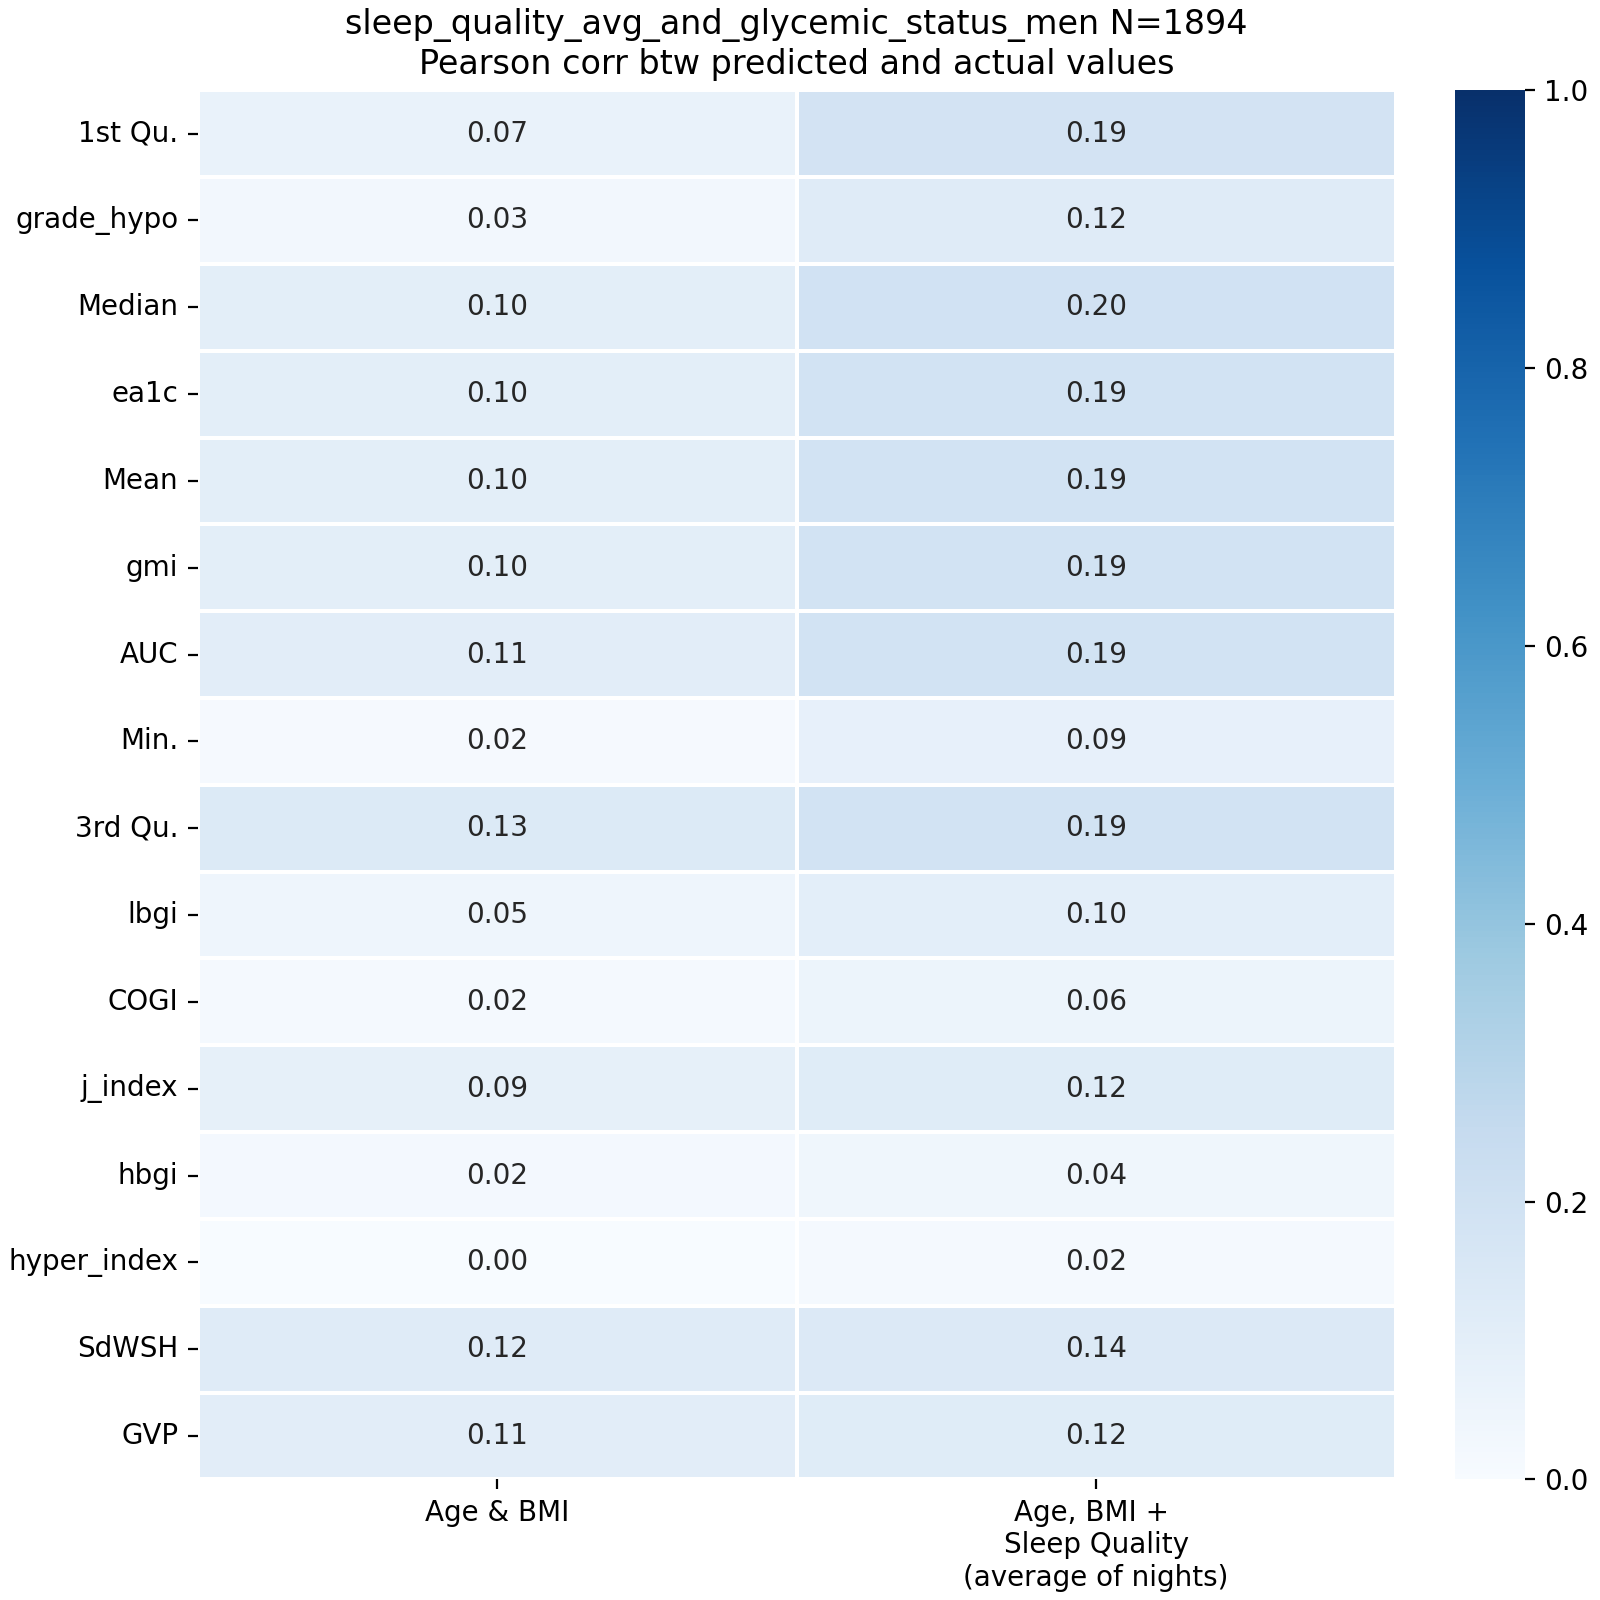 sleep_quality_avg_and_glycemic_status_men N=1894
Pearson corr btw predicted and actual values
1st Qu. 0.07 0.19
grade_hypo 0.03 0.12
Median 0.10 0.20
ea1c 0.10 0.19
Mean 0.10 0.19
gmi 0.10 0.19
AUC 0.11 0.19
Min. 0.02 0.09
3rd Qu. 0.13 0.19
lbgi 0.05 0.10
COGI 0.02 0.06
j_index 0.09 0.12
hbgi 0.02 0.04
hyper_index 0.00 0.02
SdWSH 0.12 0.14
GVP 0.11 0.12
Age & BMI
Age, BMI +
Sleep Quality
(average of nights)
1.0
0.8
0.6
0.4
0.2
0.0